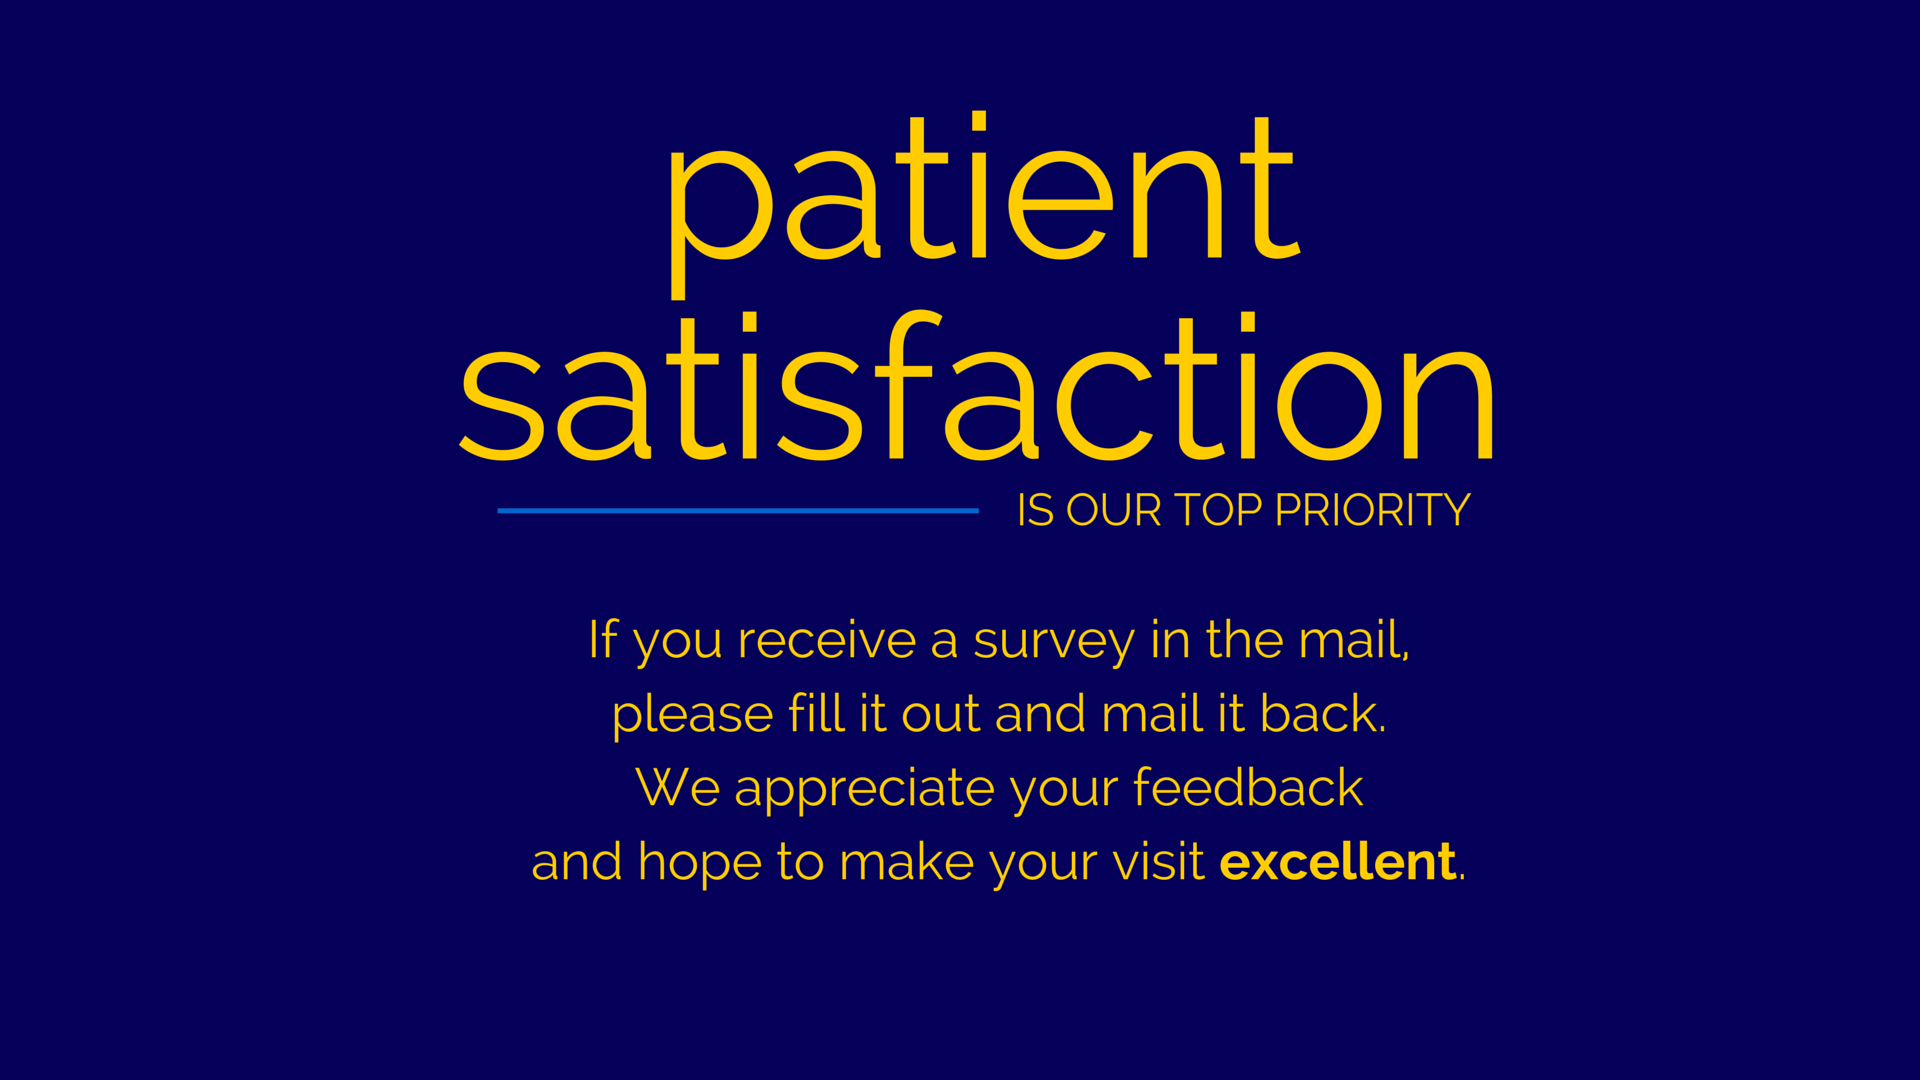 patient
satisfaction
IS OUR TOP PRIORITY
If you receive a survey in the mail,
please fill it out and mail it back.
We appreciate your feedback
and hope to make your visit excellent.